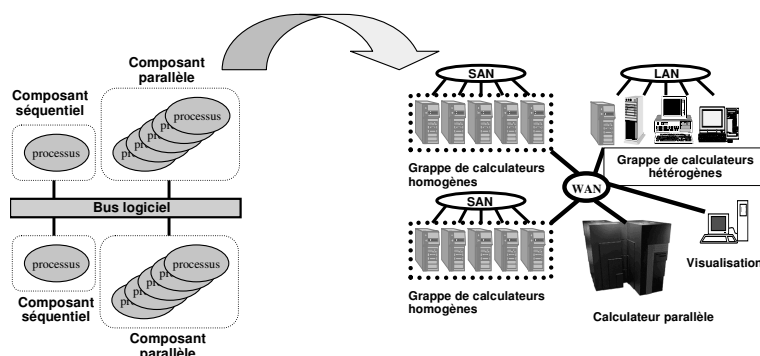 Composant
parallèle
Composant
séquentiel
processus
processus
Bus logiciel
processus
processus
Composant
séquentiel
Composant
parallèle
SAN
LAN
Grappe de calculateurs
homogènes
Grappe de calculateurs
hétérogènes
WAN
SAN
Grappe de calculateurs
homogènes
Visualisation
Calculateur parallèle